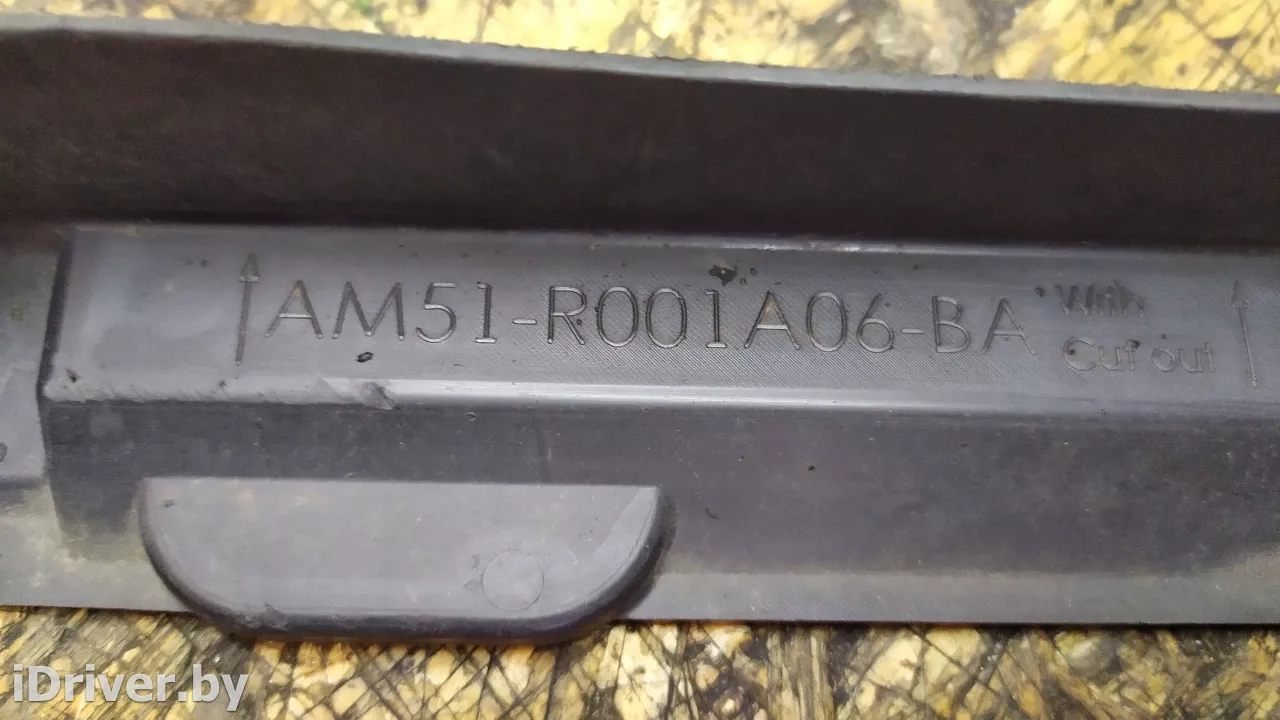 AM51-R001A06-BA
With
Cut out
iDriver.by